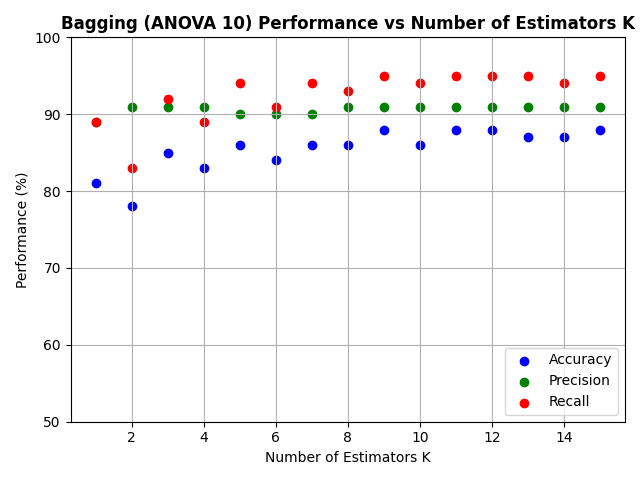 Bagging (ANOVA 10) Performance vs Number of Estimators K
100
90
80
70
60
50
Performance (%)
2 4 6 8 10 12 14
Number of Estimators K
Accuracy
Precision
Recall